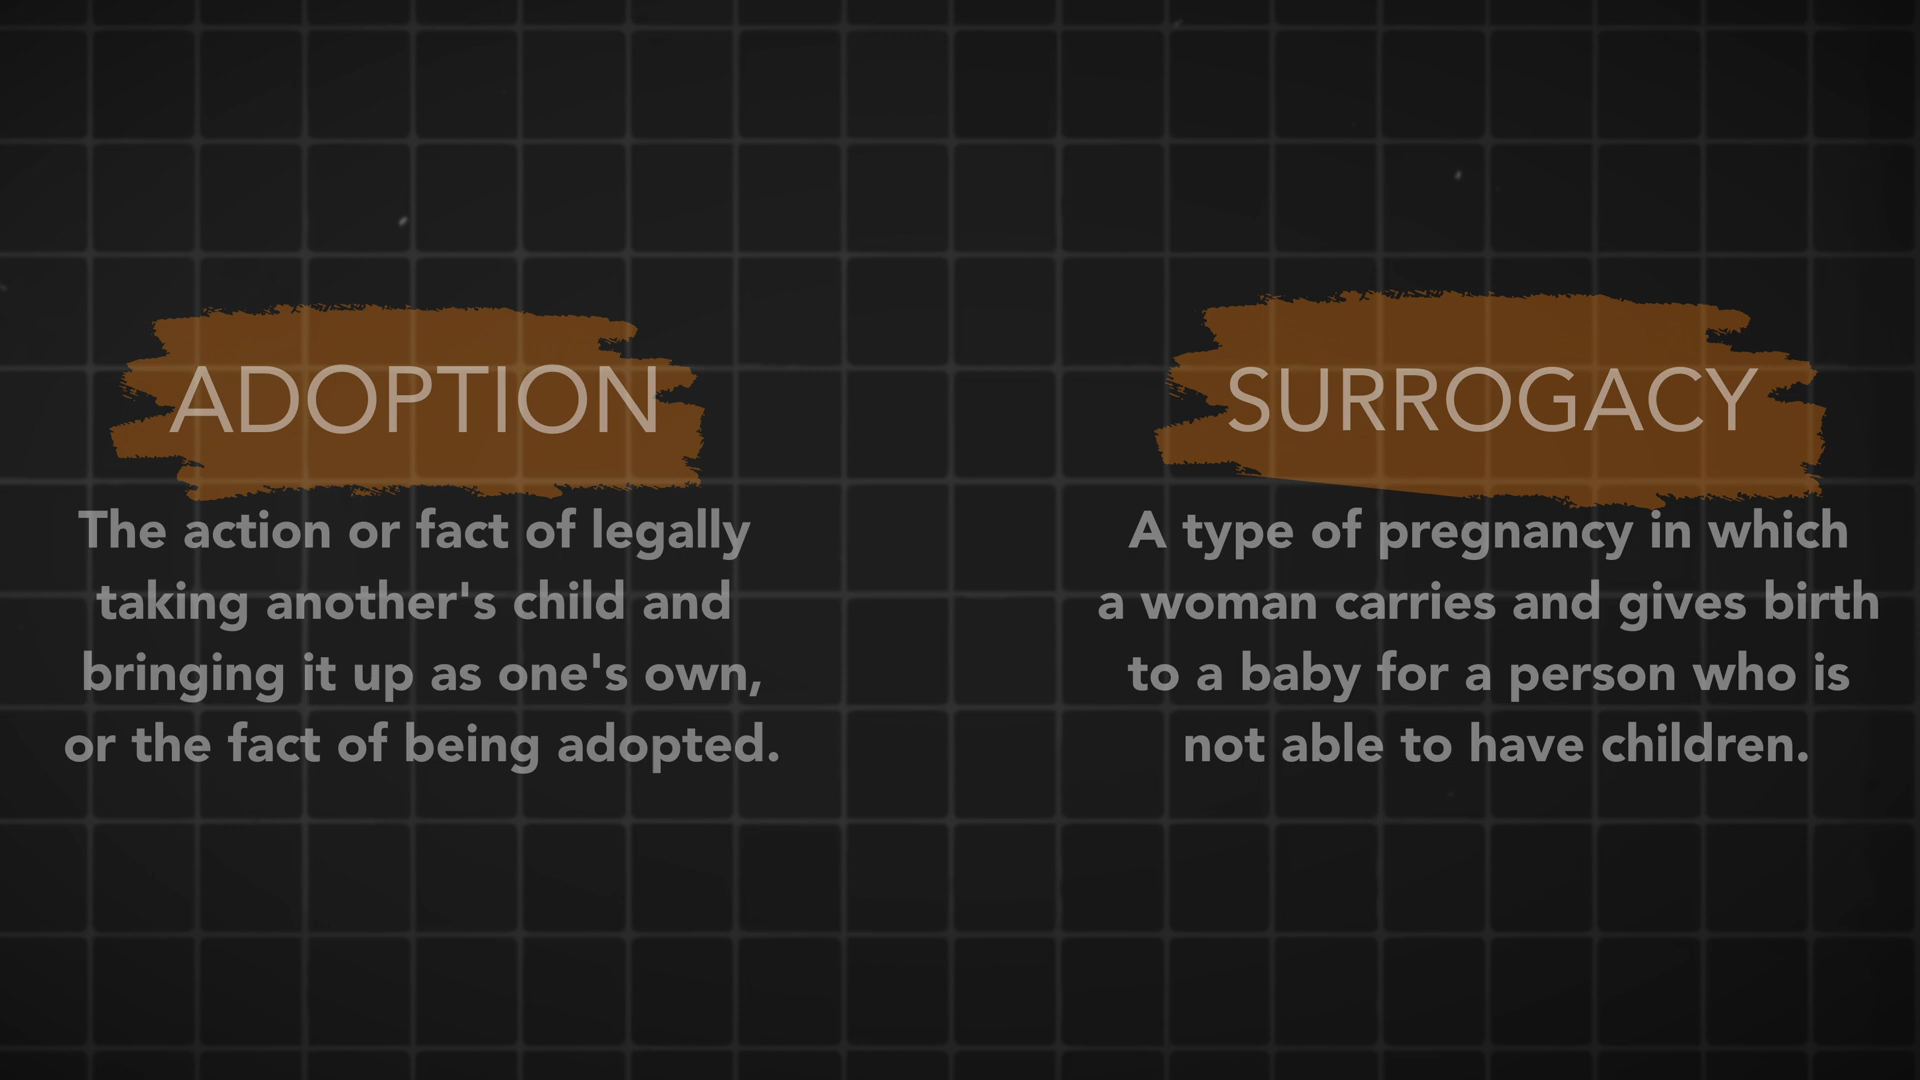 ADOPTION
The action or fact of legally
taking another's child and
bringing it up as one's own,
or the fact of being adopted.
SURROGACY
A type of pregnancy in which
a woman carries and gives birth
to a baby for a person who is
not able to have children.